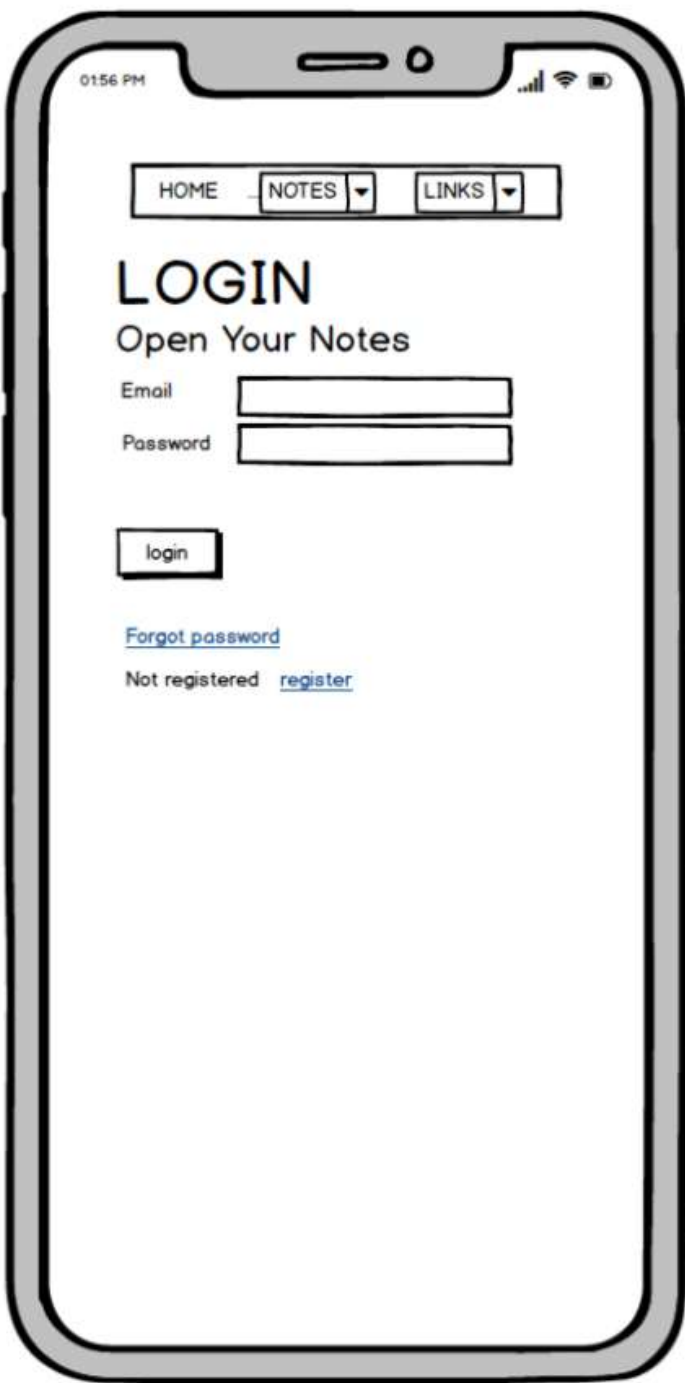 01:56 PM
HOME NOTES LINKS
LOGIN
Open Your Notes
Email
Password
login
Forgot password
Not registered register